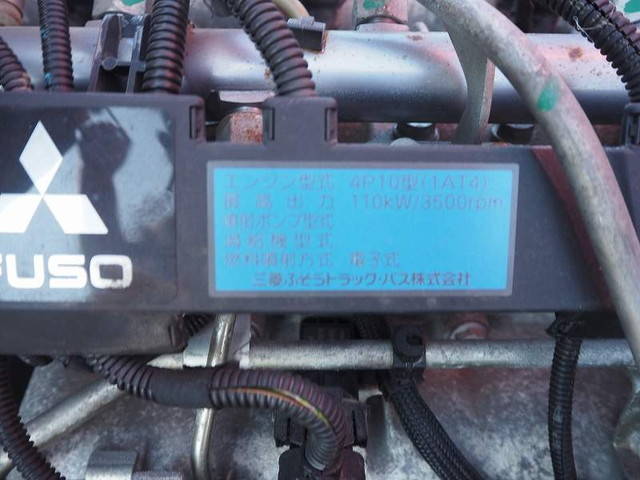 FUSO
エンジン型式 4P10型(1AT4)
最高出力 110kW/3500rpm
噴射ポンプ型式
過給機型式
燃料噴射方式 電子式
三菱ふそうトラック・バス株式会社